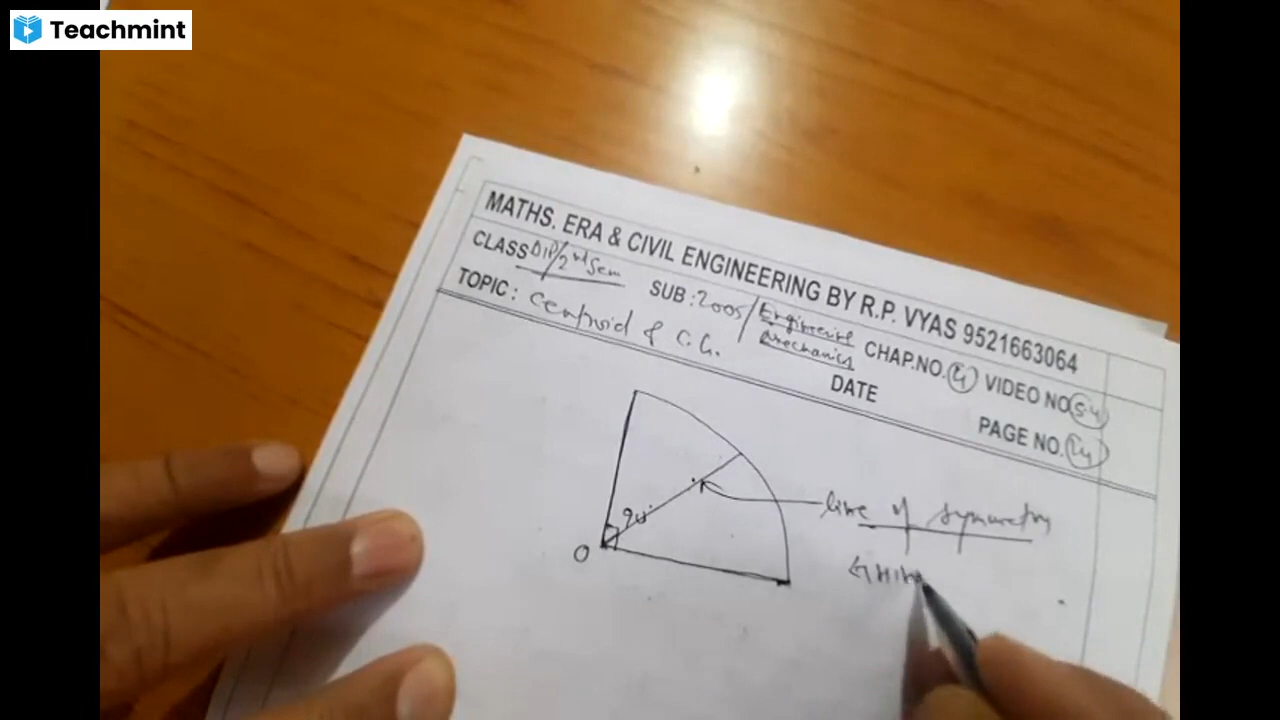 Teachmint
MATHS. ERA & CIVIL ENGINEERING BY R.P. VYAS 9521663064
CLASS DIP/2nd Sem SUB : 2005/Engineering Mechanics CHAP.NO. 4 VIDEO NO 54
TOPIC : Centroid & C.G. DATE PAGE NO. 24
90°
O
line of symmetry